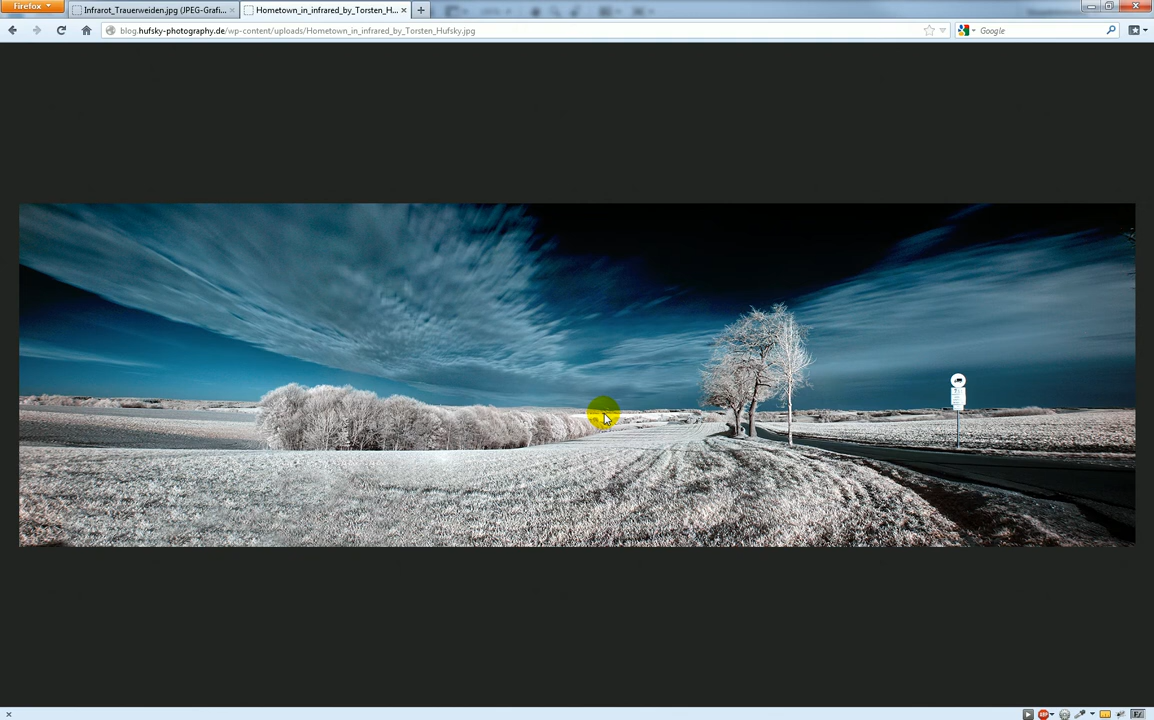 Firefox
Infrarot_Trauerweiden.jpg (JPEG-Grafi...
Hometown_in_infrared_by_Torsten_H...
blog.hufsky-photography.de/wp-content/uploads/Hometown_in_infrared_by_Torsten_Hufsky.jpg
Google